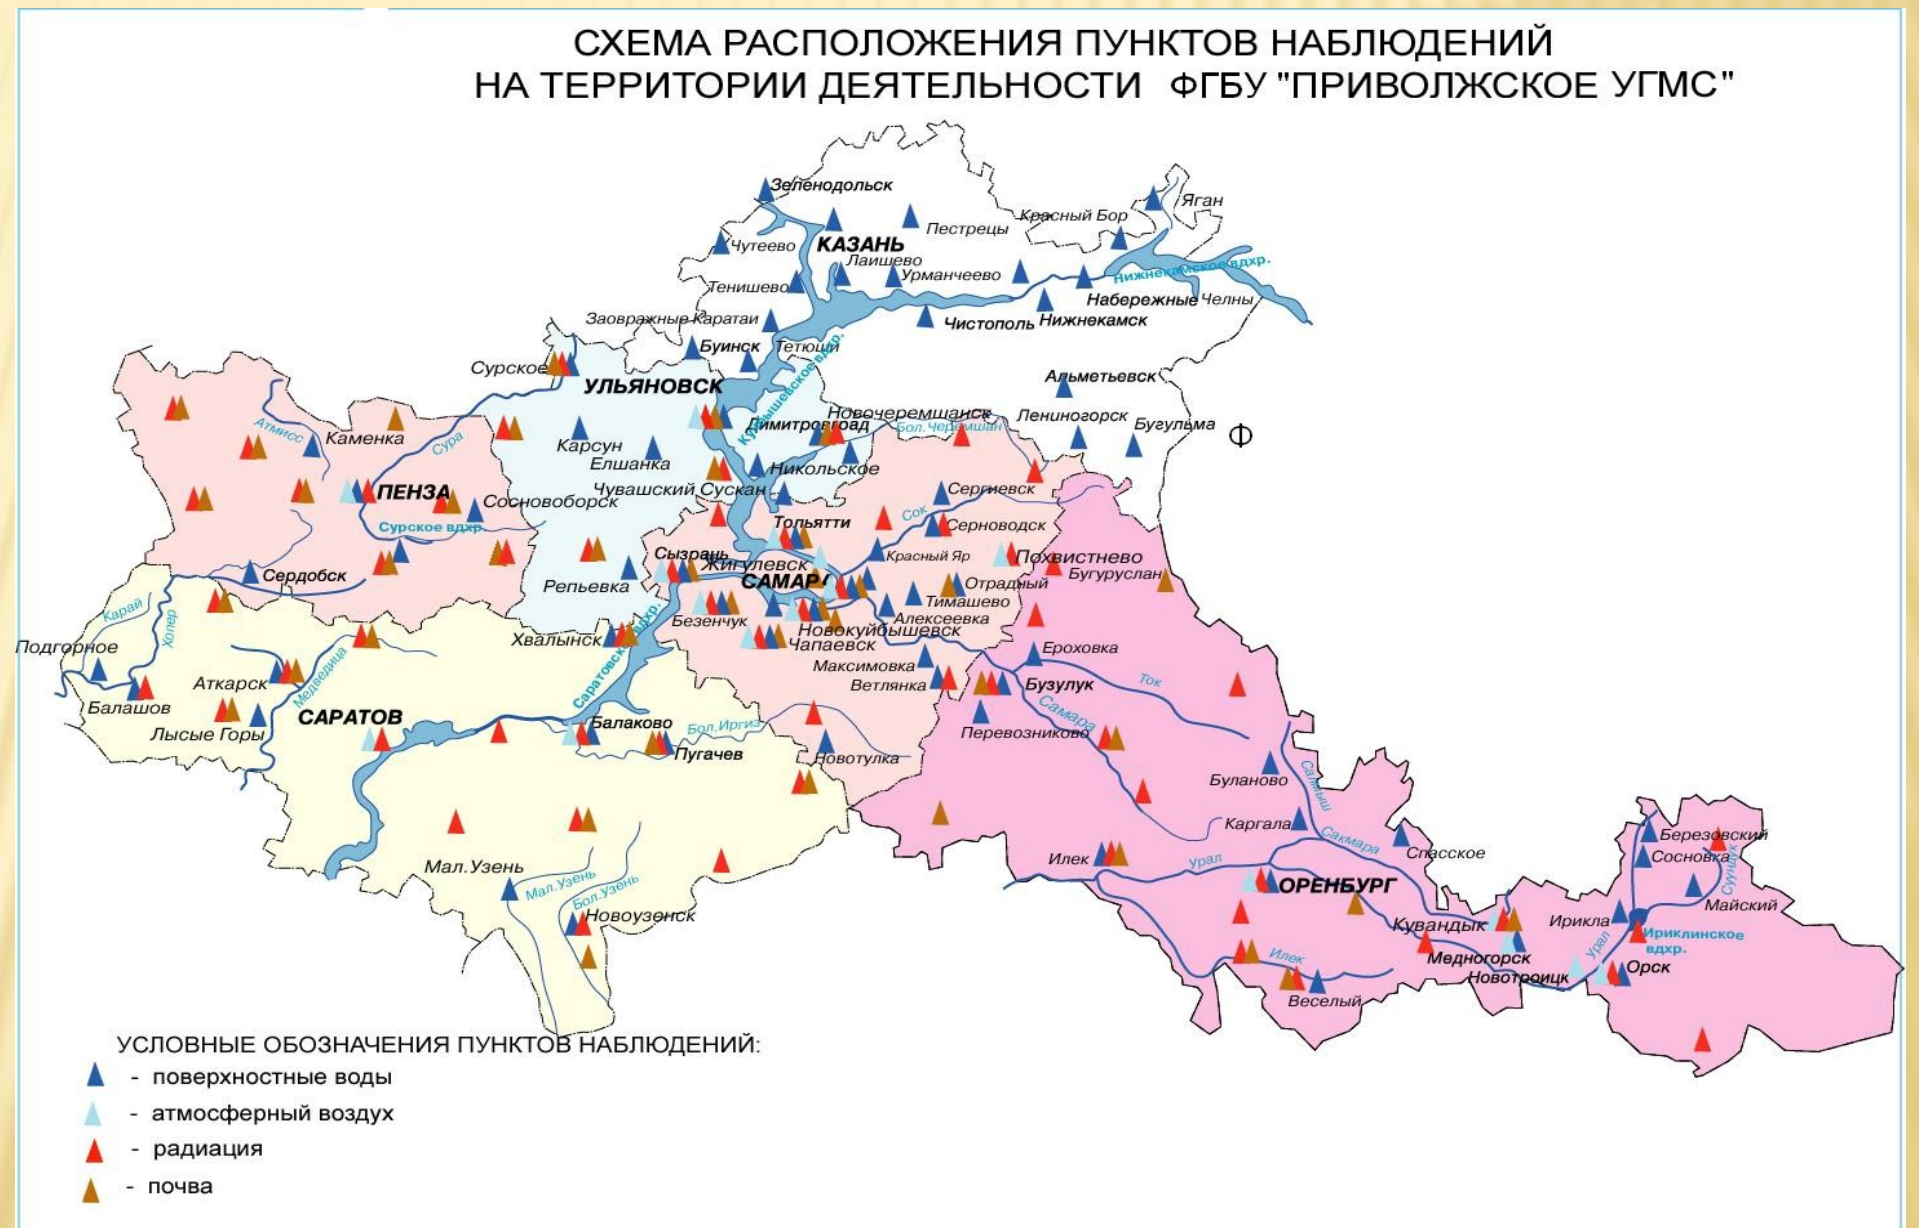 СХЕМА РАСПОЛОЖЕНИЯ ПУНКТОВ НАБЛЮДЕНИЙ
НА ТЕРРИТОРИИ ДЕЯТЕЛЬНОСТИ ФГБУ "ПРИВОЛЖСКОЕ УГМС"
Зеленодольск
Яган
Красный Бор
Пестрецы
Чутеево
КАЗАНЬ
Лаишево
Урманчеево
Нижнекамское вдхр.
Тенишево
Набережные Челны
Заовражные Каратаи
Чистополь
Нижнекамск
Буинск
Тетюши
Куйбышевское вдхр.
Сурское
УЛЬЯНОВСК
Альметьевск
Новочеремшанск
Лениногорск
Бугульма
Димитровград
Бол.Черемшан
Ф
Атмисс
Каменка
Сура
Карсун
Елшанка
Никольское
Чувашский Сускан
ПЕНЗА
Сосновоборск
Сергиевск
Сурское вдхр.
Тольятти
Сок
Серноводск
Сызрань
Жигулевск
Красный Яр
Похвистнево
Бугуруслан
Сердобск
Репьевка
САМАРА
Отрадный
Тимашево
Карай
Хопер
Безенчук
Алексеевка
Новокуйбышевск
Подгорное
Хвалынск
Чапаевск
Ероховка
Медведица
Саратовское вдхр.
Максимовка
Ветлянка
Аткарск
Бузулук
Ток
Балашов
САРАТОВ
Самара
Лысые Горы
Балаково
Бол.Иргиз
Перевозниково
Пугачев
Новотулка
Буланово
Салмыш
Каргала
Сакмара
Березовский
Спасское
Сосновка
Илек
Урал
Суундук
Мал.Узень
Мал.Узень
Бол.Узень
ОРЕНБУРГ
Майский
Новоузенск
Кувандык
Ирикла
Ириклинское
вдхр.
Урал
Илек
Медногорск
Новотроицк
Орск
Веселый
УСЛОВНЫЕ ОБОЗНАЧЕНИЯ ПУНКТОВ НАБЛЮДЕНИЙ:
- поверхностные воды
- атмосферный воздух
- радиация
- почва